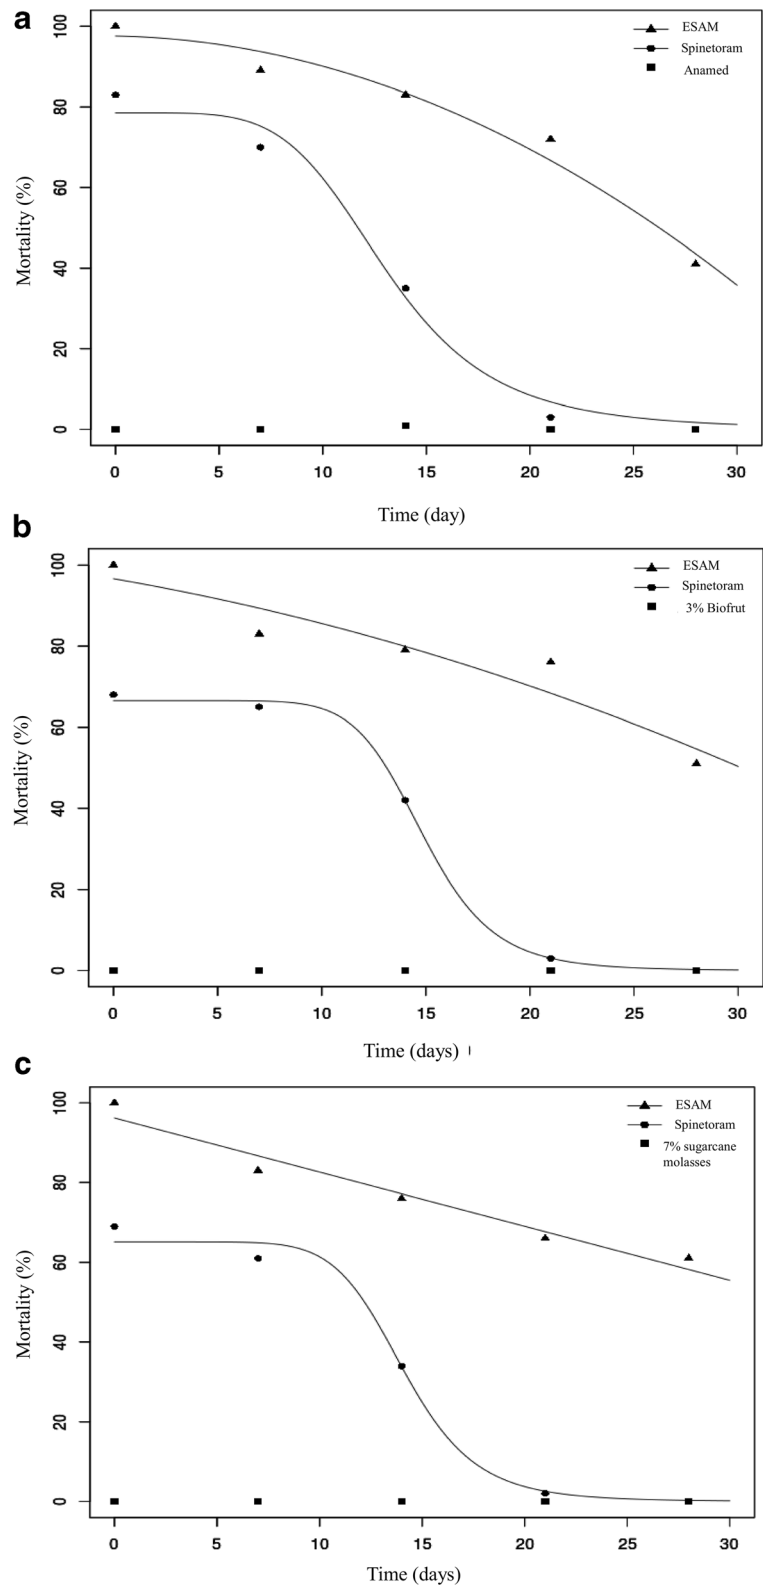 a
ESAM
Spinetoram
Anamed
Mortality (%)
100
80
60
40
20
0
0 5 10 15 20 25 30
Time (day)
b
ESAM
Spinetoram
3% Biofrut
Mortality (%)
100
80
60
40
20
0
0 5 10 15 20 25 30
Time (days)
c
ESAM
Spinetoram
7% sugarcane
molasses
Mortality (%)
100
80
60
40
20
0
0 5 10 15 20 25 30
Time (days)